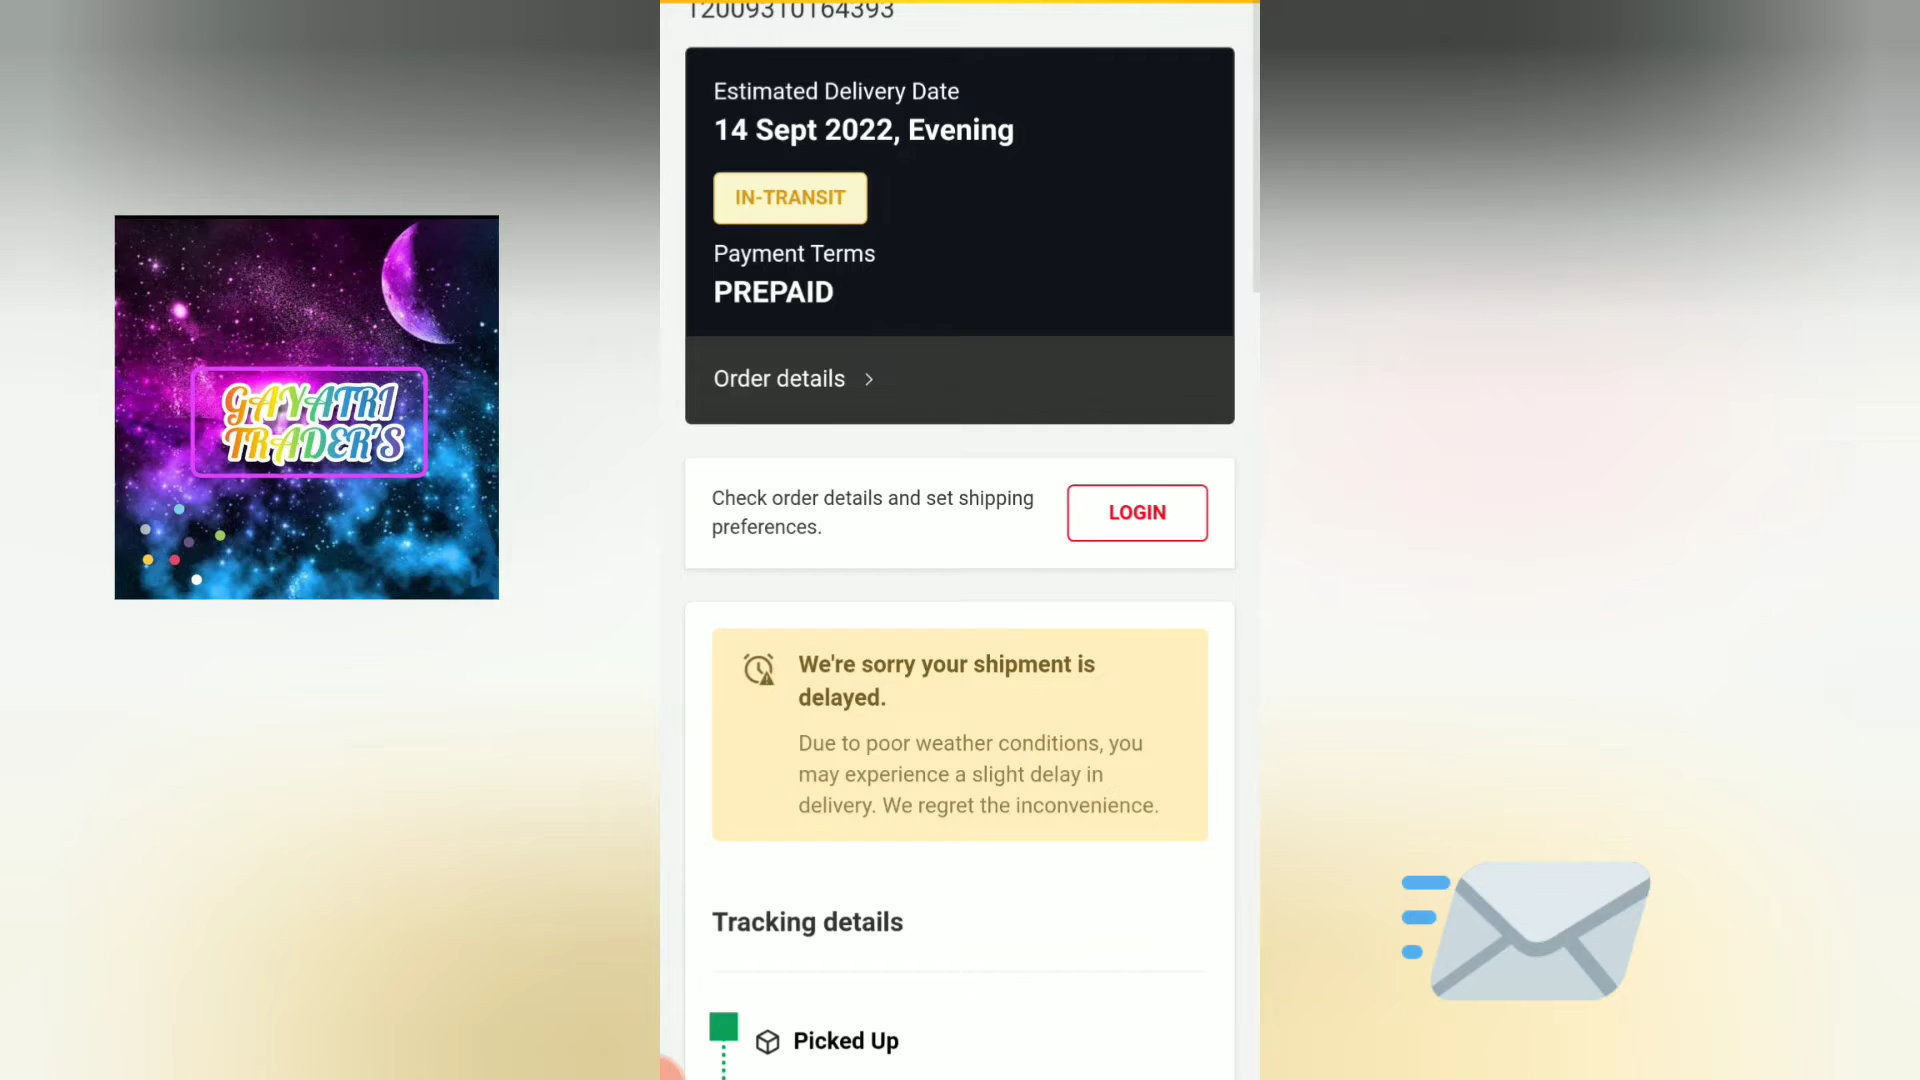 12009310164393
Estimated Delivery Date
14 Sept 2022, Evening
IN-TRANSIT
Payment Terms
PREPAID
Order details
Check order details and set shipping
preferences.
LOGIN
We're sorry your shipment is
delayed.
Due to poor weather conditions, you
may experience a slight delay in
delivery. We regret the inconvenience.
Tracking details
Picked Up
GAYATRI
TRADER'S